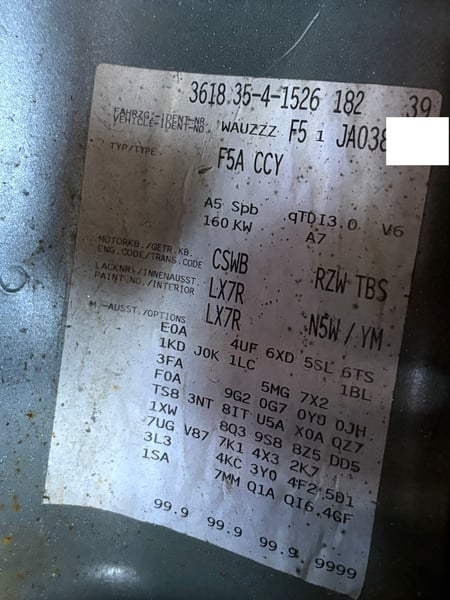 3618.35-4-1526 182 39
FAHRZG.-IDENT-NR.
VEHICLE-IDENT-NO. WAUZZZ F5 1 JA038
TYP/TYPE F5A CCY
A5 Spb qTDI3.0 V6
160 KW A7
MOTORKB./GETR.KB.
ENG.CODE/TRANS.CODE CSWB RZW TBS
LACKNR./INNENAUSST.
PAINT.NO./INTERIOR LX7R N5W / YM
LX7R
M.-AUSST./OPTIONS
E0A 4UF 6XD 5SL 6TS
1KD J0K 1LC 1BL
3FA 5MG 7X2
F0A 9G2 0G7 0Y0 0JH
TS8 3NT 8IT U5A X0A QZ7
1XW 8Q3 9S8 8Z5 DD5
7UG V87 7K1 4X3 2K7
3L3 4KC 3Y0 4F2 501
1SA 7MM Q1A QI6.4GF
99.9 99.9 99.9 9999